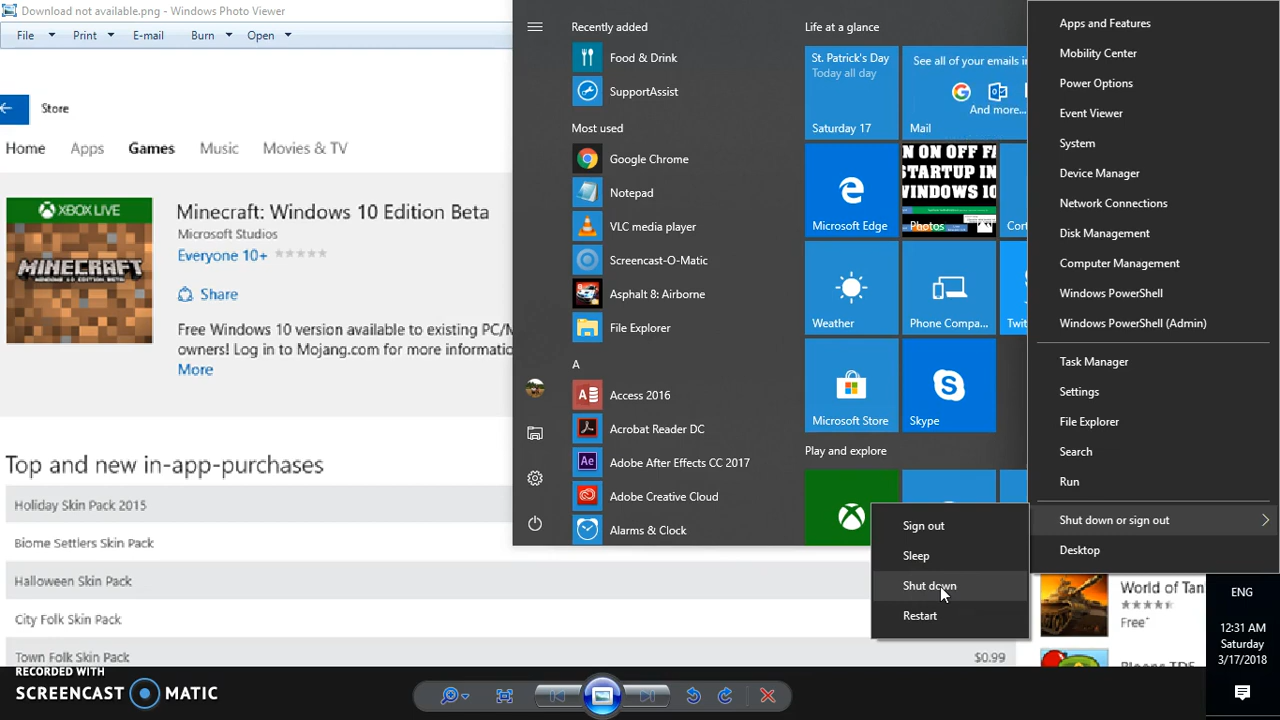 Download not available.png - Windows Photo Viewer
File Print E-mail Burn Open
Store
Home Apps Games Music Movies & TV
XBOX LIVE
MINECRAFT
Minecraft: Windows 10 Edition Beta
Microsoft Studios
Everyone 10+
Share
Free Windows 10 version available to existing PC/M
owners! Log in to Mojang.com for more informatio
More
Top and new in-app-purchases
Holiday Skin Pack 2015
Biome Settlers Skin Pack
Halloween Skin Pack
City Folk Skin Pack
Town Folk Skin Pack $0.99
RECORDED WITH
SCREENCAST MATIC
Recently added
Food & Drink
SupportAssist
Most used
Google Chrome
Notepad
VLC media player
Screencast-O-Matic
Asphalt 8: Airborne
File Explorer
A
Access 2016
Acrobat Reader DC
Adobe After Effects CC 2017
Adobe Creative Cloud
Alarms & Clock
Life at a glance
St. Patrick's Day
Today all day
Saturday 17
See all of your emails in
And more...
Mail
Microsoft Edge
N ON OFF FA
STARTUP IN
WINDOWS 10
Photos
Cort
Weather
Phone Compa...
Twit
Microsoft Store
Skype
Play and explore
Sign out
Sleep
Shut down
Restart
Apps and Features
Mobility Center
Power Options
Event Viewer
System
Device Manager
Network Connections
Disk Management
Computer Management
Windows PowerShell
Windows PowerShell (Admin)
Task Manager
Settings
File Explorer
Search
Run
Shut down or sign out
Desktop
World of Tan
Free
ENG
12:31 AM
Saturday
3/17/2018